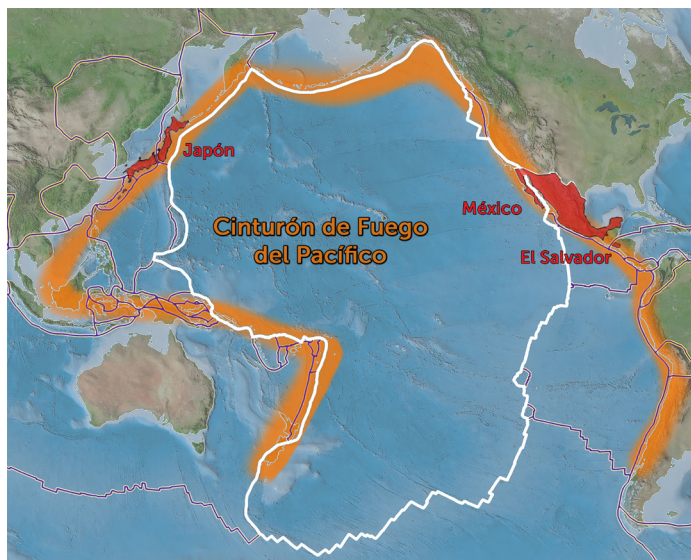 Japón
México
Cinturón de Fuego
del Pacífico
El Salvador